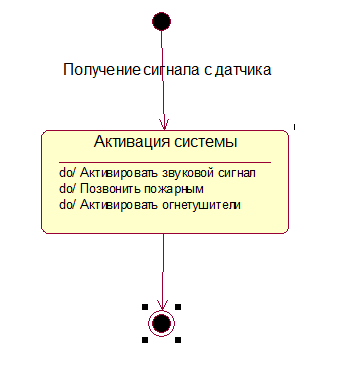 Получение сигнала с датчика
Активация системы
do/ Активировать звуковой сигнал
do/ Позвонить пожарным
do/ Активировать огнетушители